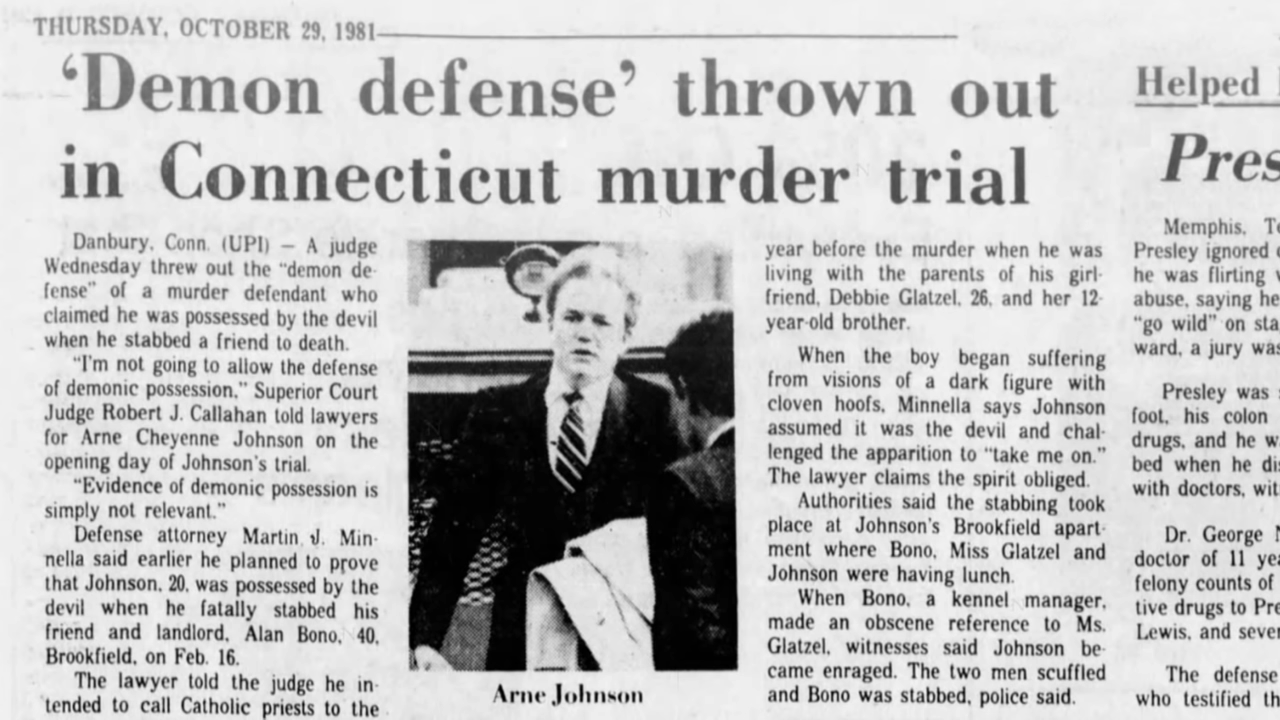 THURSDAY, OCTOBER 29, 1981
'Demon defense' thrown out
in Connecticut murder trial
Danbury, Conn. (UPI) — A judge
Wednesday threw out the "demon de-
fense" of a murder defendant who
claimed he was possessed by the devil
when he stabbed a friend to death.
"I'm not going to allow the defense
of demonic possession," Superior Court
Judge Robert J. Callahan told lawyers
for Arne Cheyenne Johnson on the
opening day of Johnson's trial.
"Evidence of demonic possession is
simply not relevant."
Defense attorney Martin J. Min-
nella said earlier he planned to prove
that Johnson, 20, was possessed by the
devil when he fatally stabbed his
friend and landlord, Alan Bono, 40,
Brookfield, on Feb. 16.
The lawyer told the judge he in-
tended to call Catholic priests to the
Arne Johnson
year before the murder when he was
living with the parents of his girl-
friend, Debbie Glatzel, 26, and her 12-
year-old brother.
When the boy began suffering
from visions of a dark figure with
cloven hoofs, Minnella says Johnson
assumed it was the devil and chal-
lenged the apparition to "take me on."
The lawyer claims the spirit obliged.
Authorities said the stabbing took
place at Johnson's Brookfield apart-
ment where Bono, Miss Glatzel and
Johnson were having lunch.
When Bono, a kennel manager,
made an obscene reference to Ms.
Glatzel, witnesses said Johnson be-
came enraged. The two men scuffled
and Bono was stabbed, police said.
Helped
Pres
Memphis, Te
Presley ignored
he was flirting
abuse, saying he
"go wild" on sta
ward, a jury was
Presley was
foot, his colon
drugs, and he w
bed when he di
with doctors, wit
Dr. George
doctor of 11 yea
felony counts of
tive drugs to Pre
Lewis, and seve
The defense
who testified th